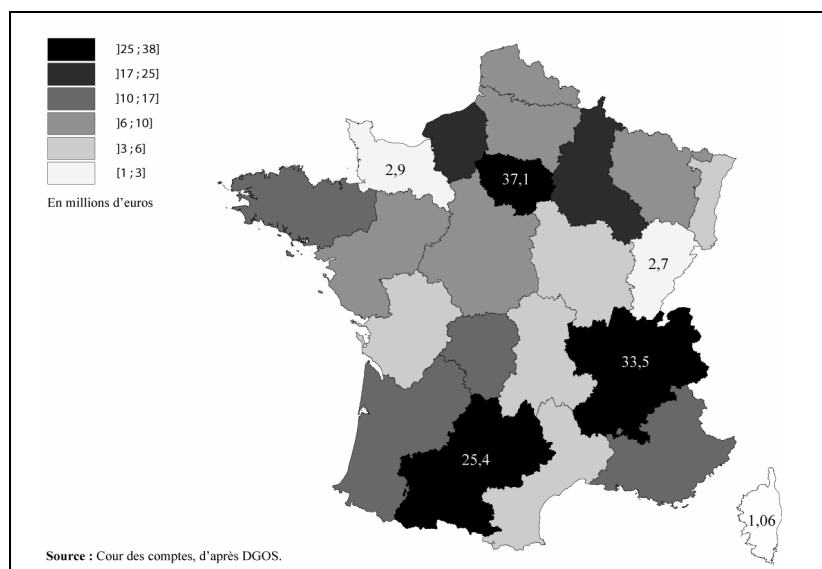 ]25 ; 38]
]17 ; 25]
]10 ; 17]
]6 ; 10]
]3 ; 6]
[1 ; 3]
En millions d'euros
2,9
37,1
2,7
33,5
25,4
1,06
Source : Cour des comptes, d'après DGOS.